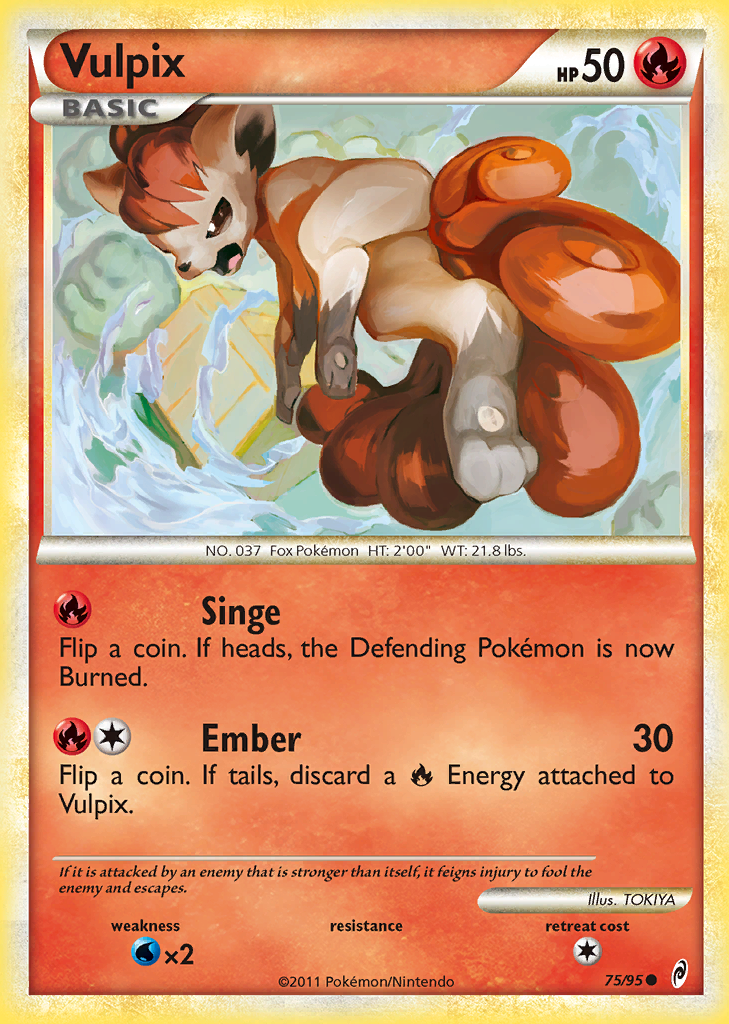 Vulpix
HP 50
BASIC
NO. 037 Fox Pokémon HT: 2'00" WT: 21.8 lbs.
Singe
Flip a coin. If heads, the Defending Pokémon is now
Burned.
Ember 30
Flip a coin. If tails, discard a Energy attached to
Vulpix.
If it is attacked by an enemy that is stronger than itself, it feigns injury to fool the
enemy and escapes.
Illus. TOKIYA
weakness resistance retreat cost
×2
©2011 Pokémon/Nintendo 75/95